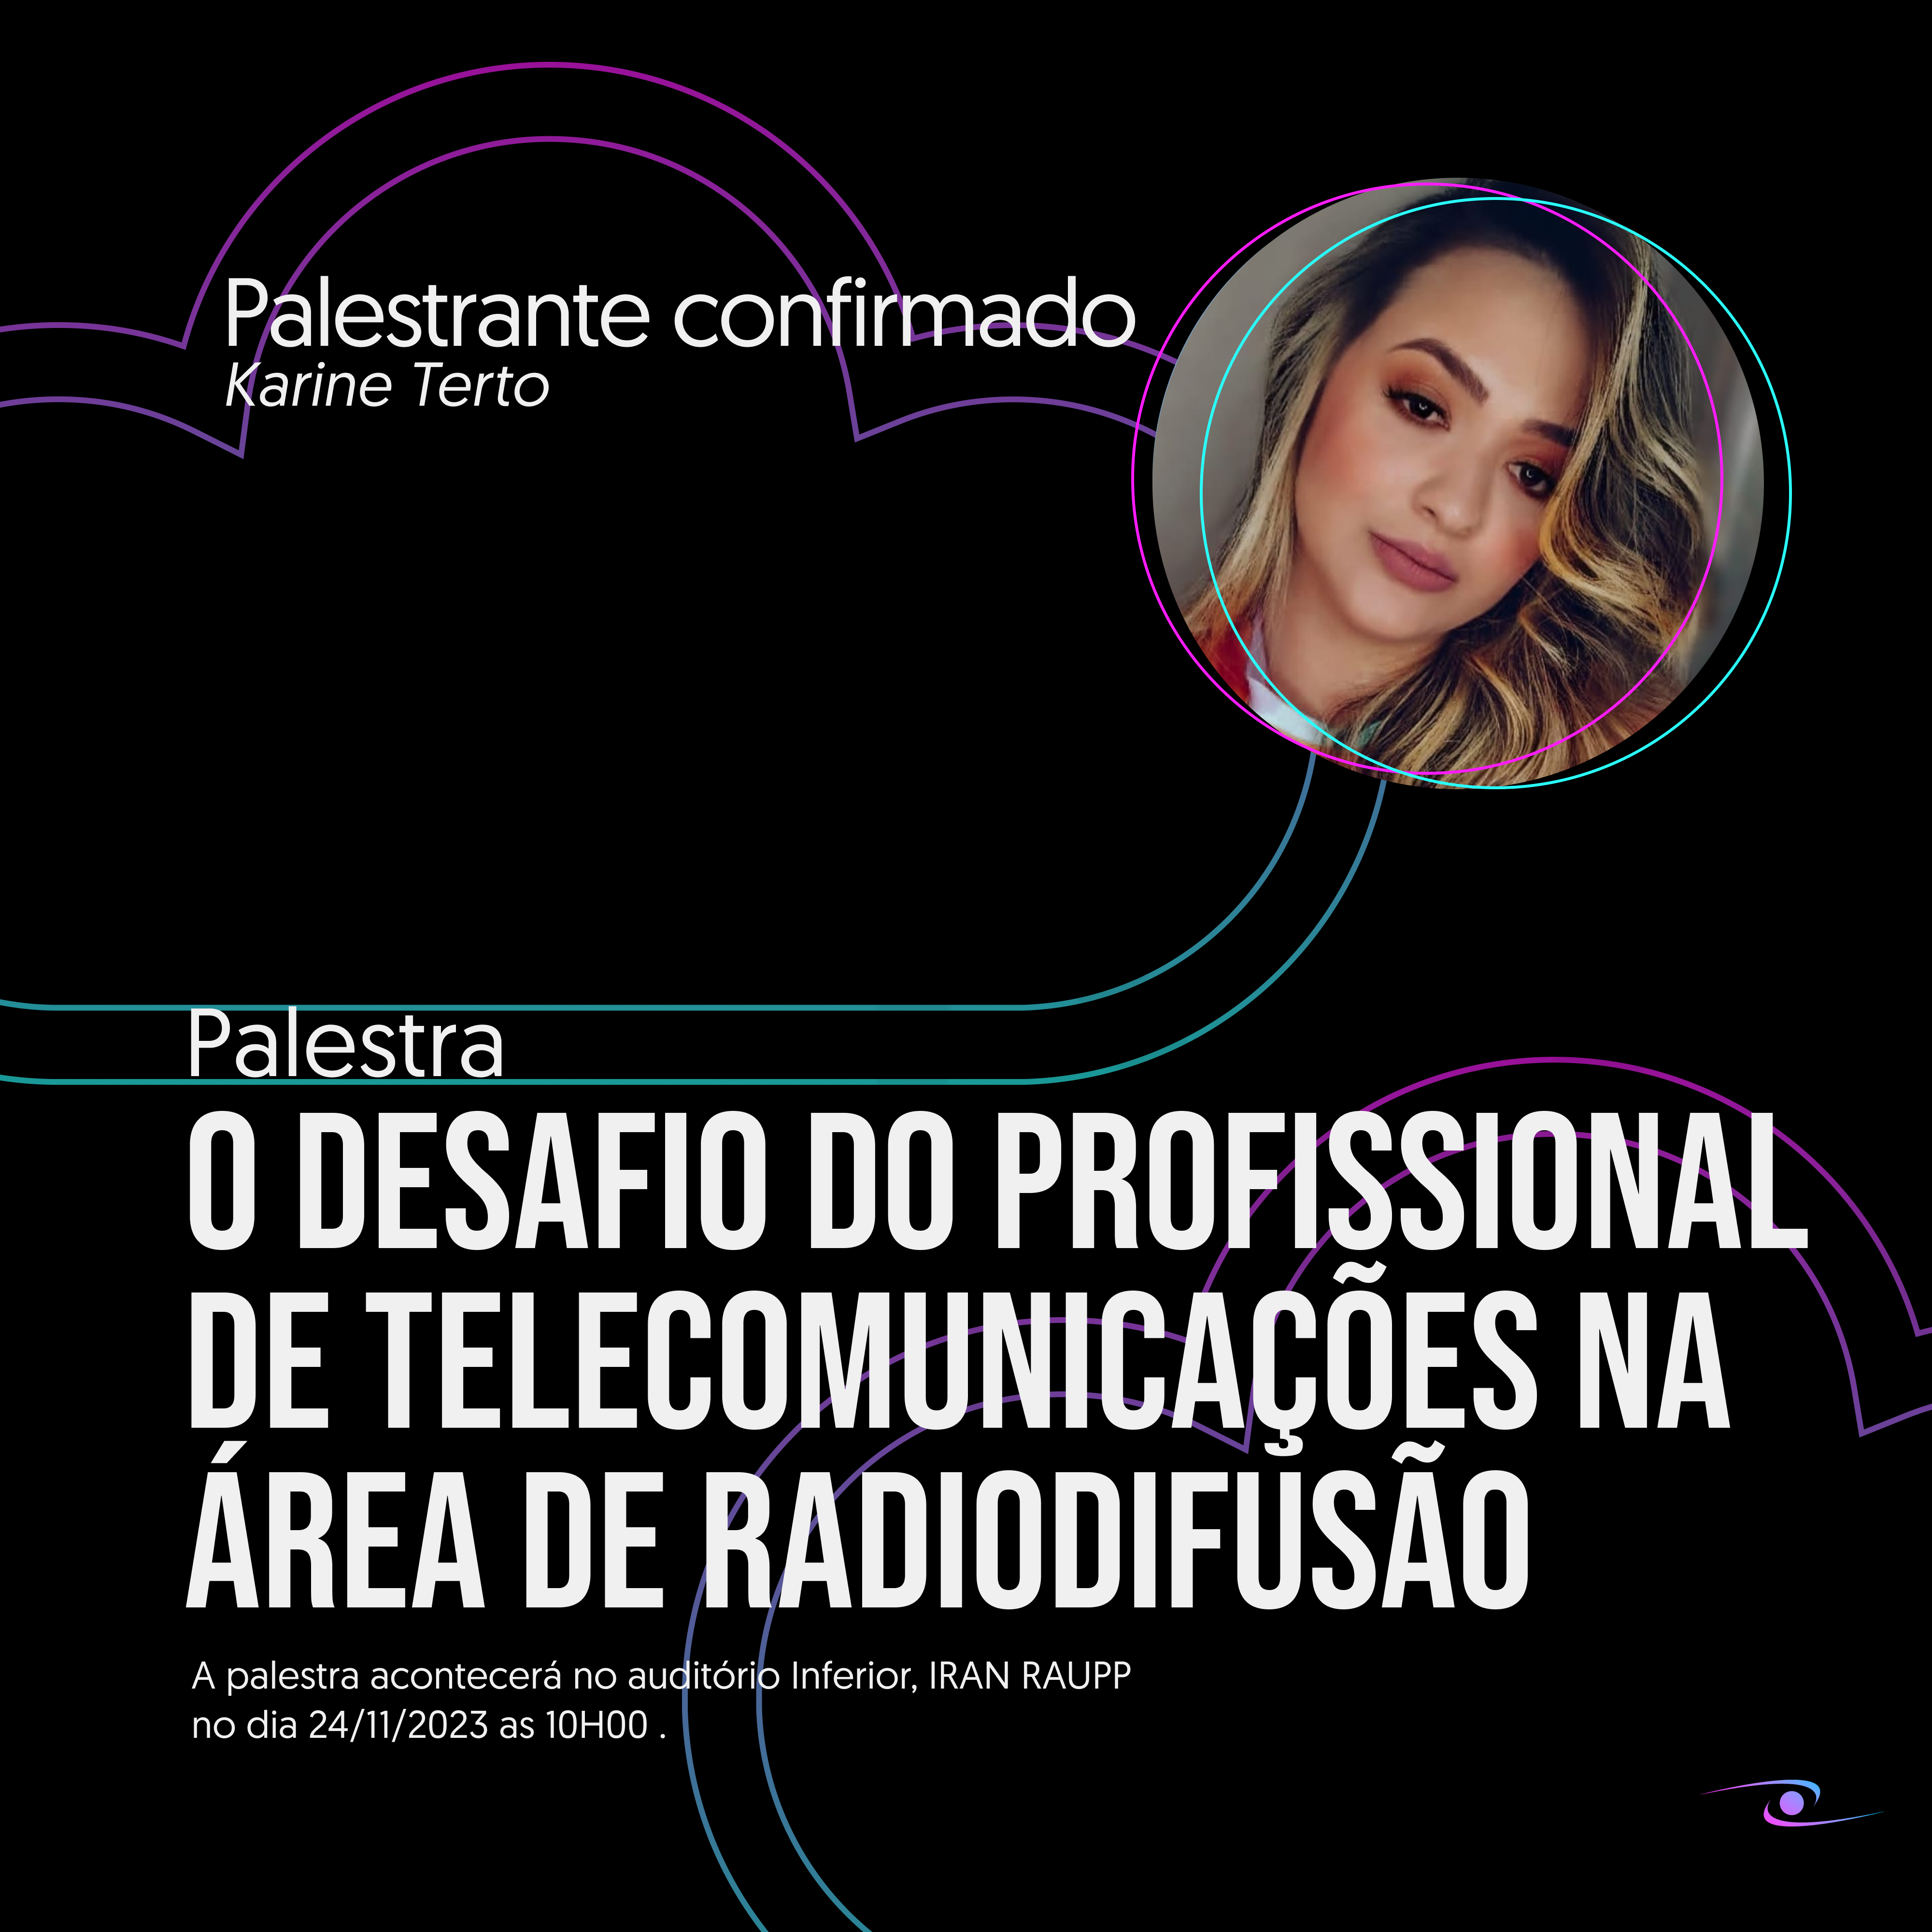 Palestrante confirmado
Karine Terto
Palestra
O DESAFIO DO PROFISSIONAL
DE TELECOMUNICAÇÕES NA
ÁREA DE RADIODIFUSÃO
A palestra acontecerá no auditório Inferior, IRAN RAUPP
no dia 24/11/2023 as 10H00 .